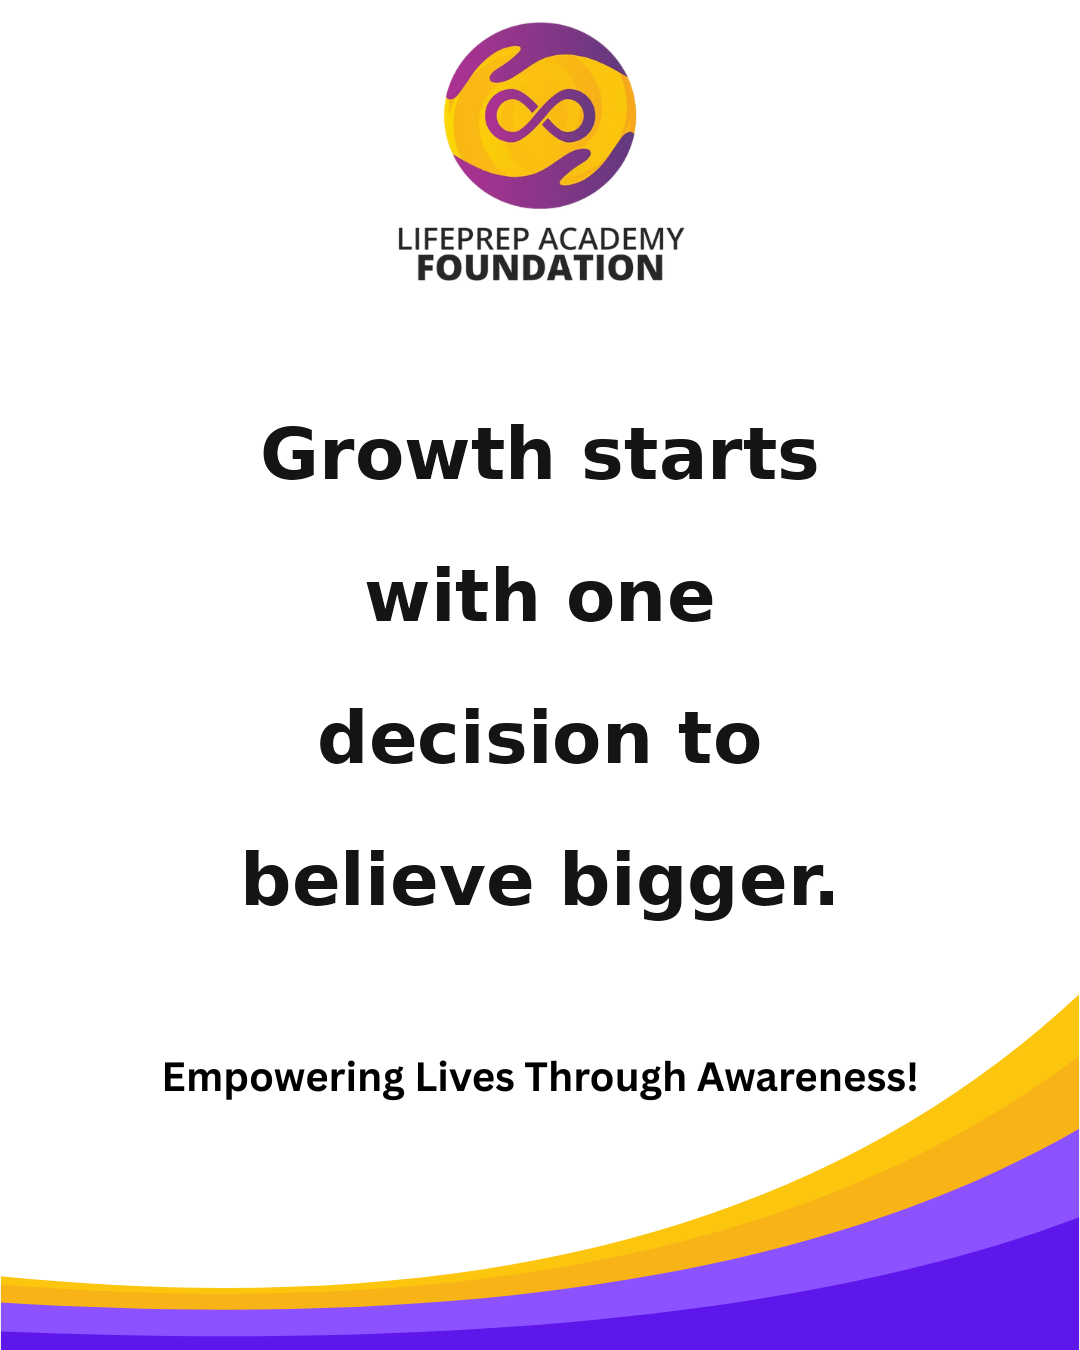 LIFEPREP ACADEMY
FOUNDATION
Growth starts
with one
decision to
believe bigger.
Empowering Lives Through Awareness!